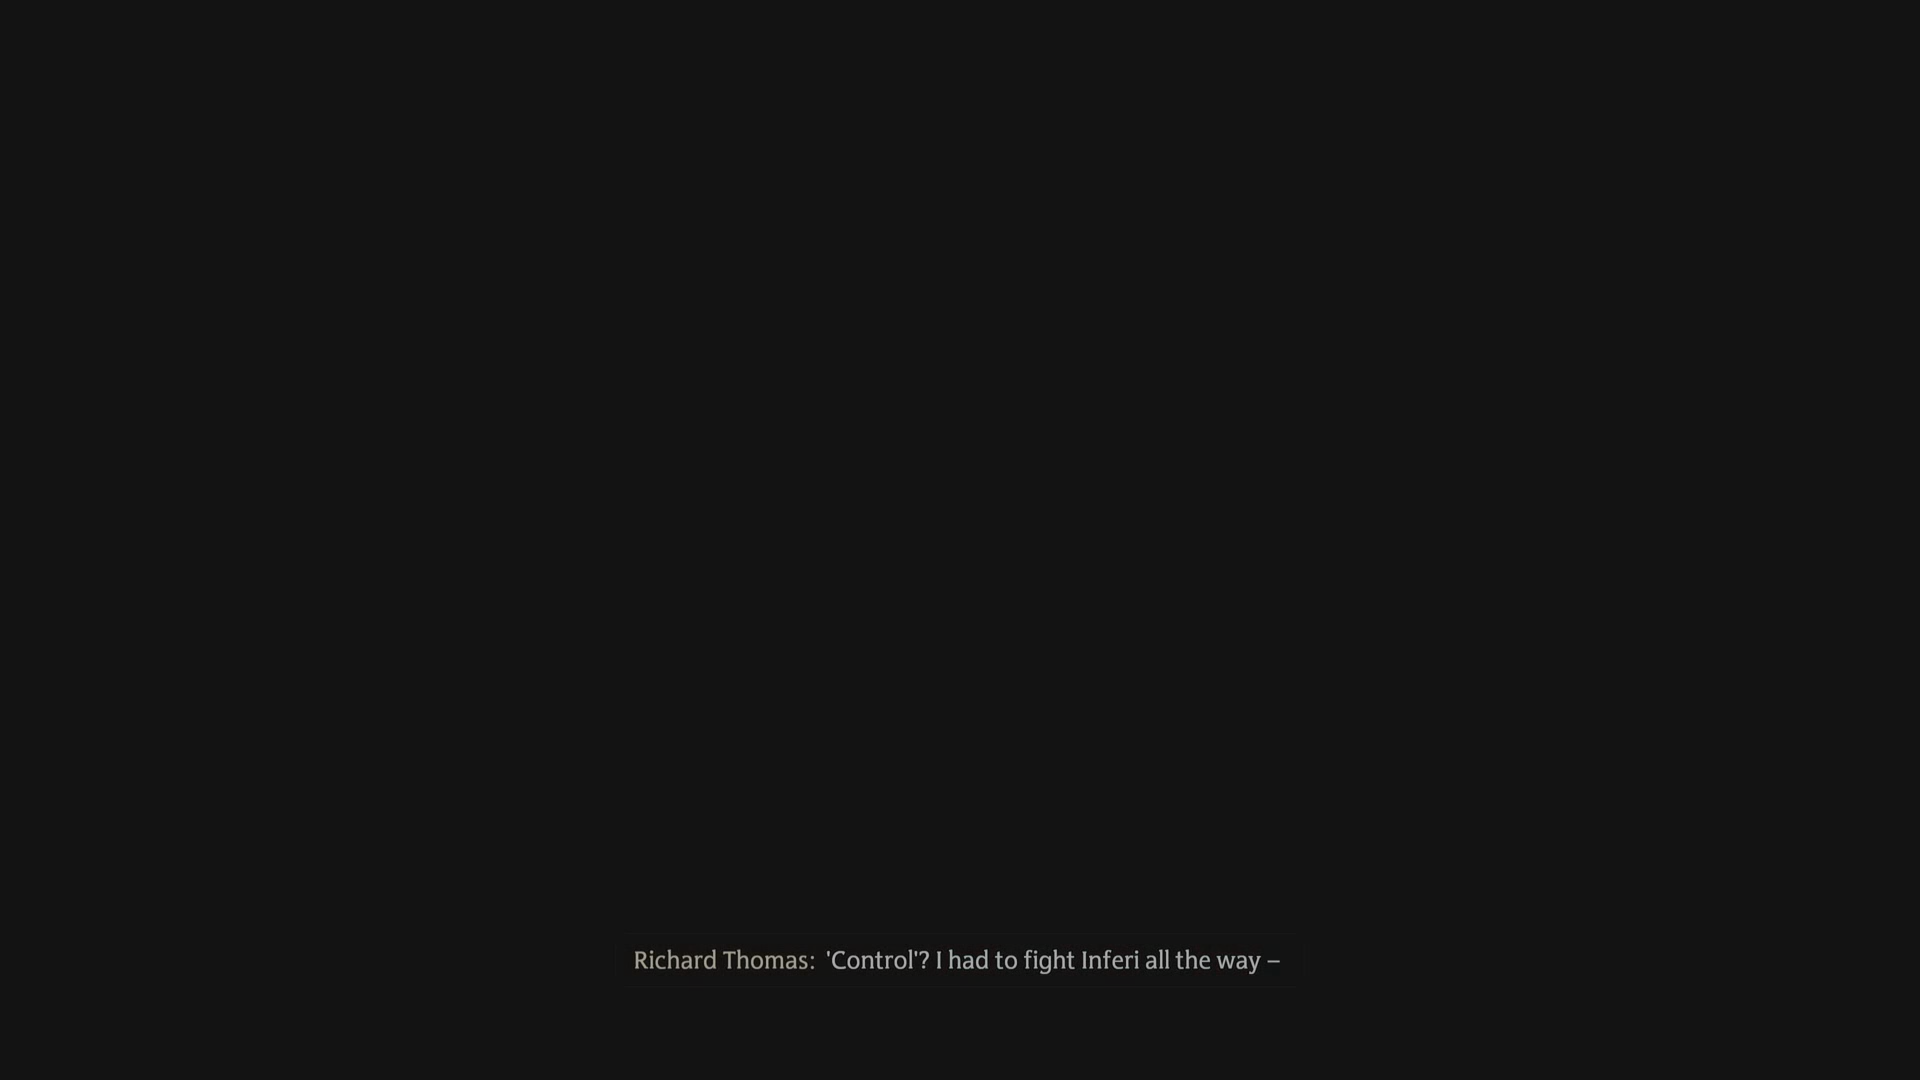 Richard Thomas: 'Control'? I had to fight Inferi all the way –